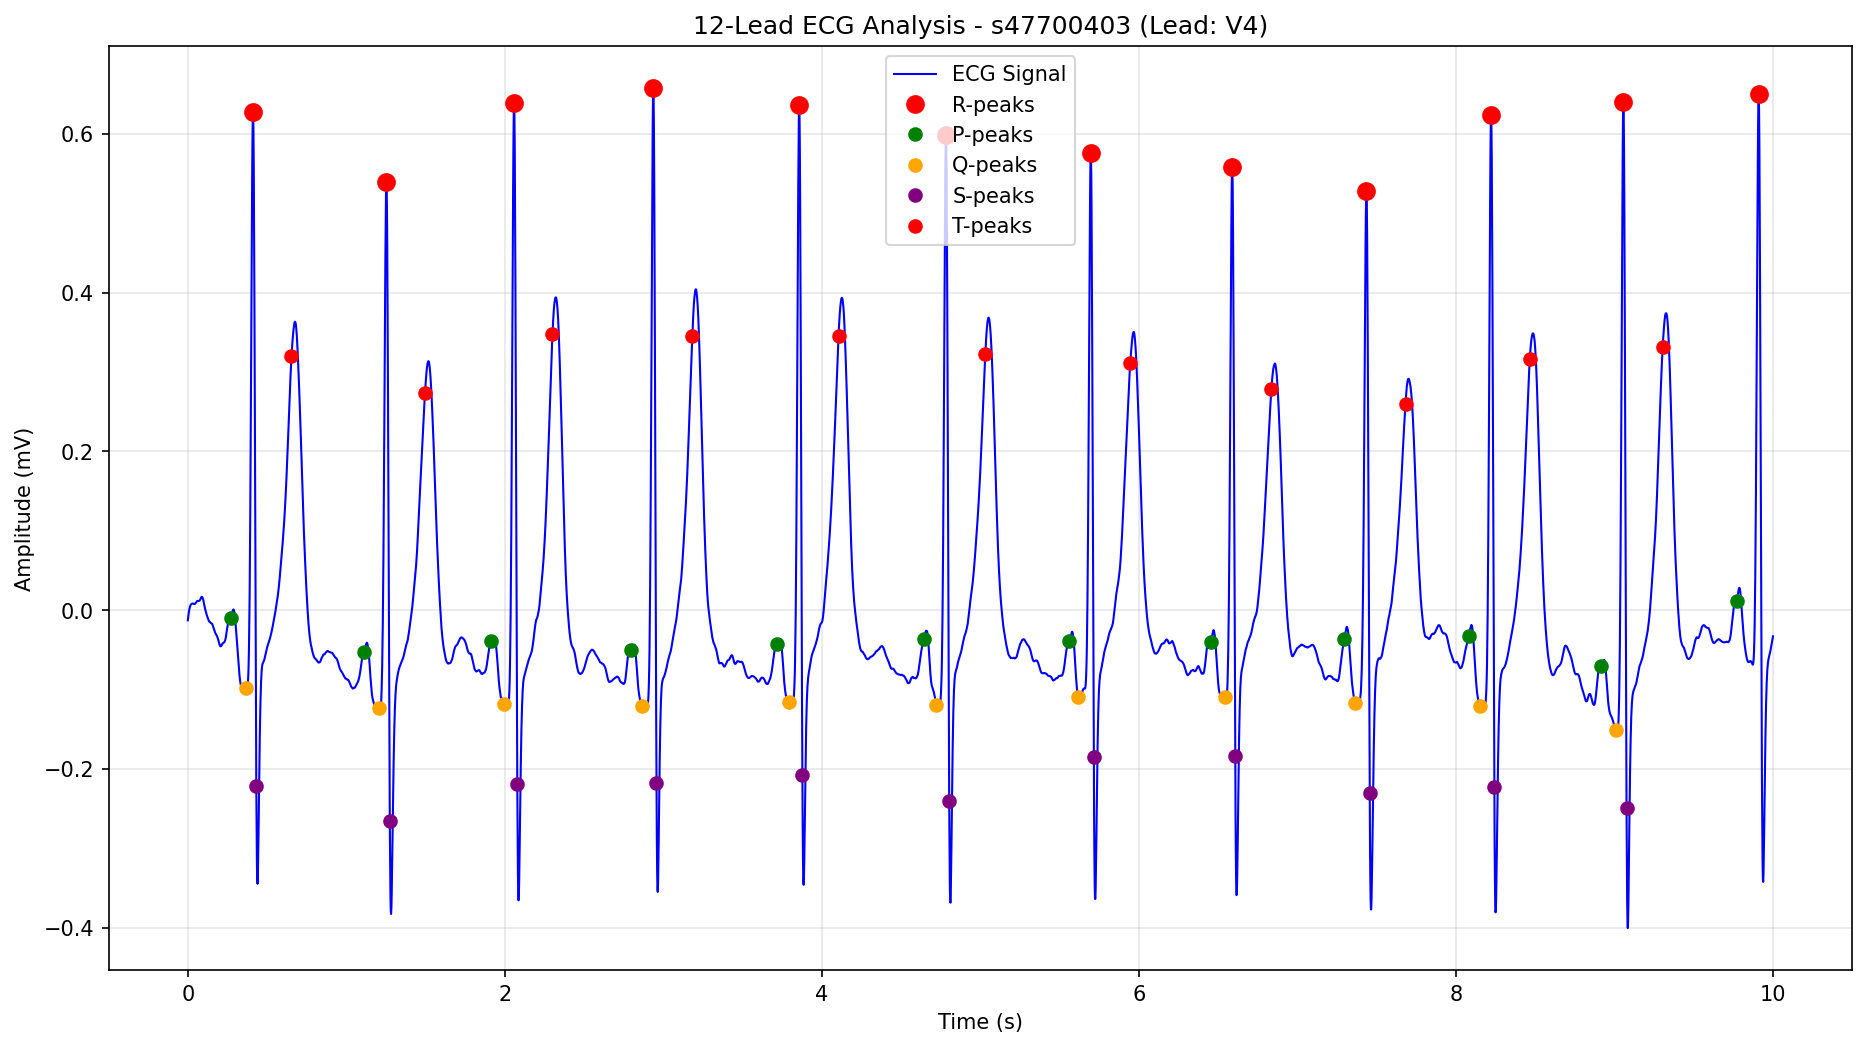 12-Lead ECG Analysis - s47700403 (Lead: V4)
ECG Signal
R-peaks
P-peaks
Q-peaks
S-peaks
T-peaks
Amplitude (mV)
0.6
0.4
0.2
0.0
−0.2
−0.4
0
2
4
6
8
10
Time (s)